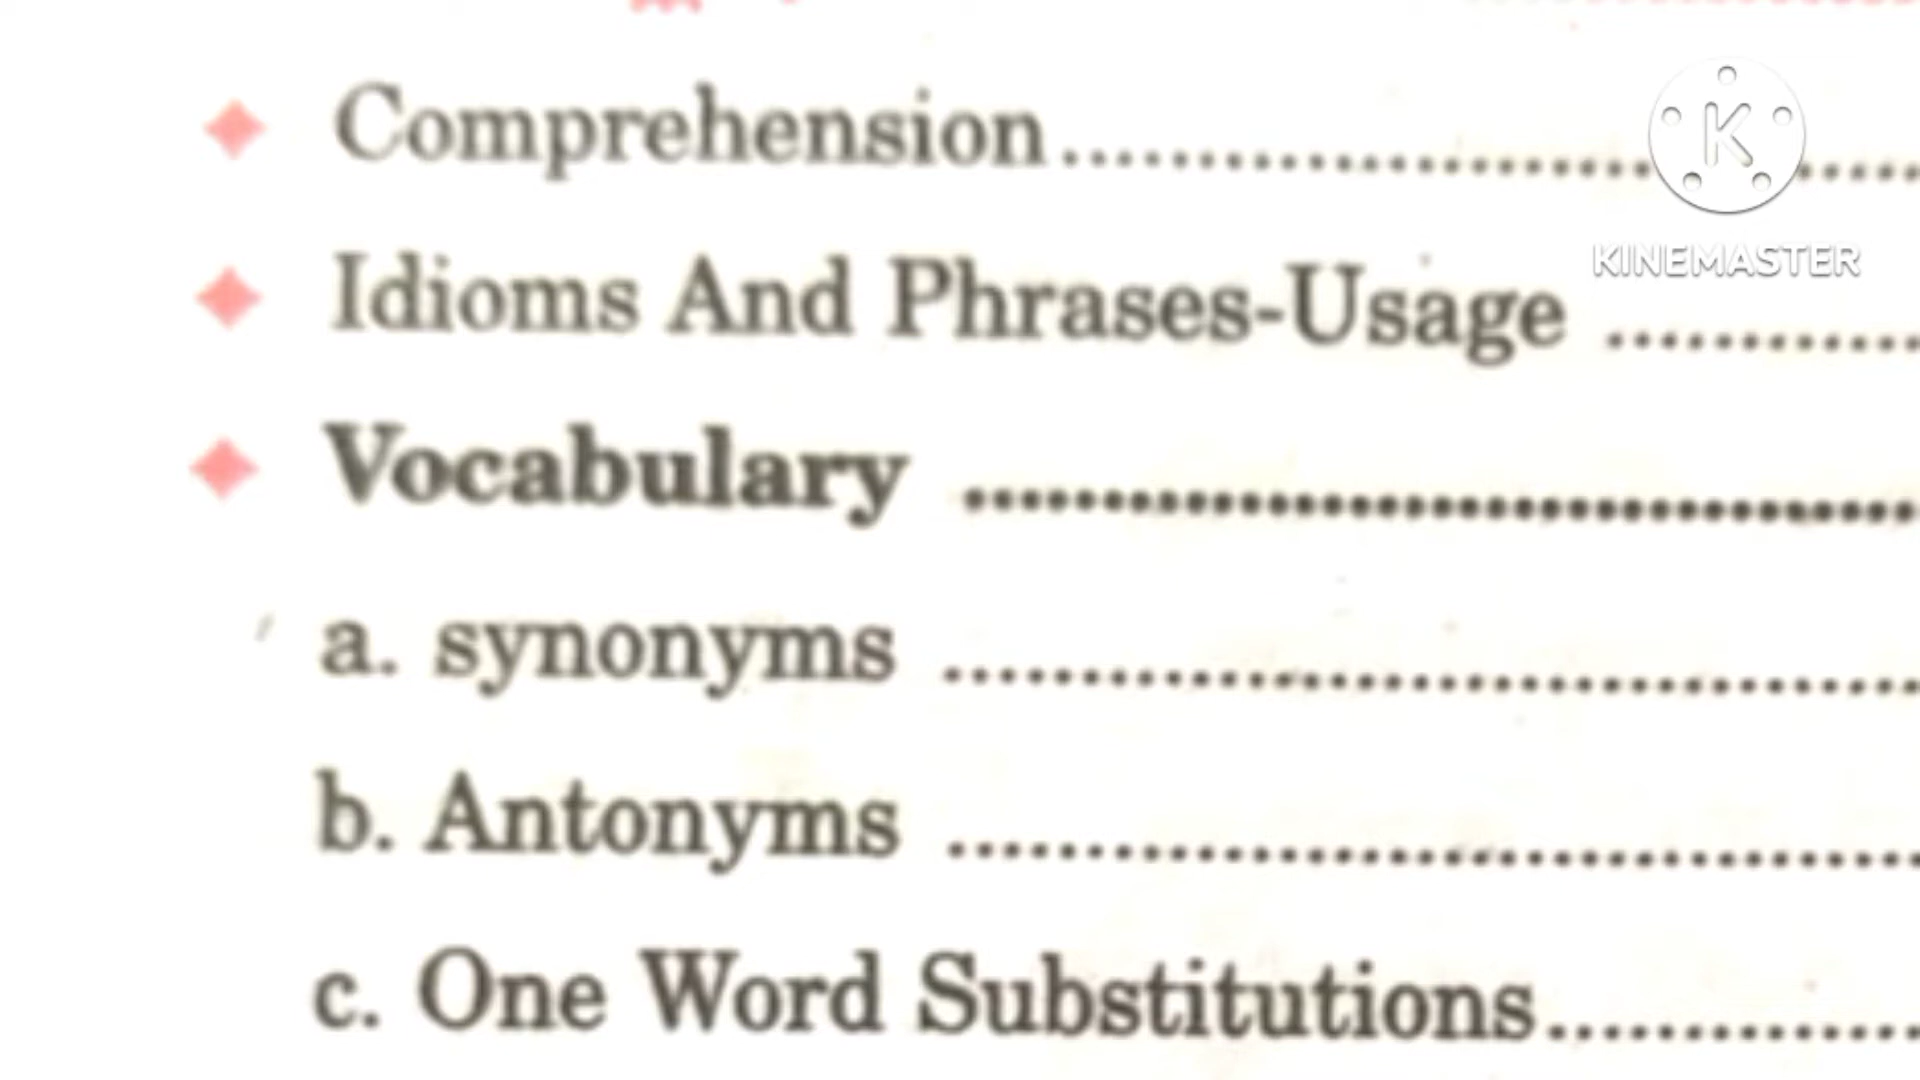 Comprehension..............................
Idioms And Phrases-Usage ............
Vocabulary ...................................
a. synonyms ....................................
b. Antonyms ....................................
c. One Word Substitutions..............
K
KINEMASTER